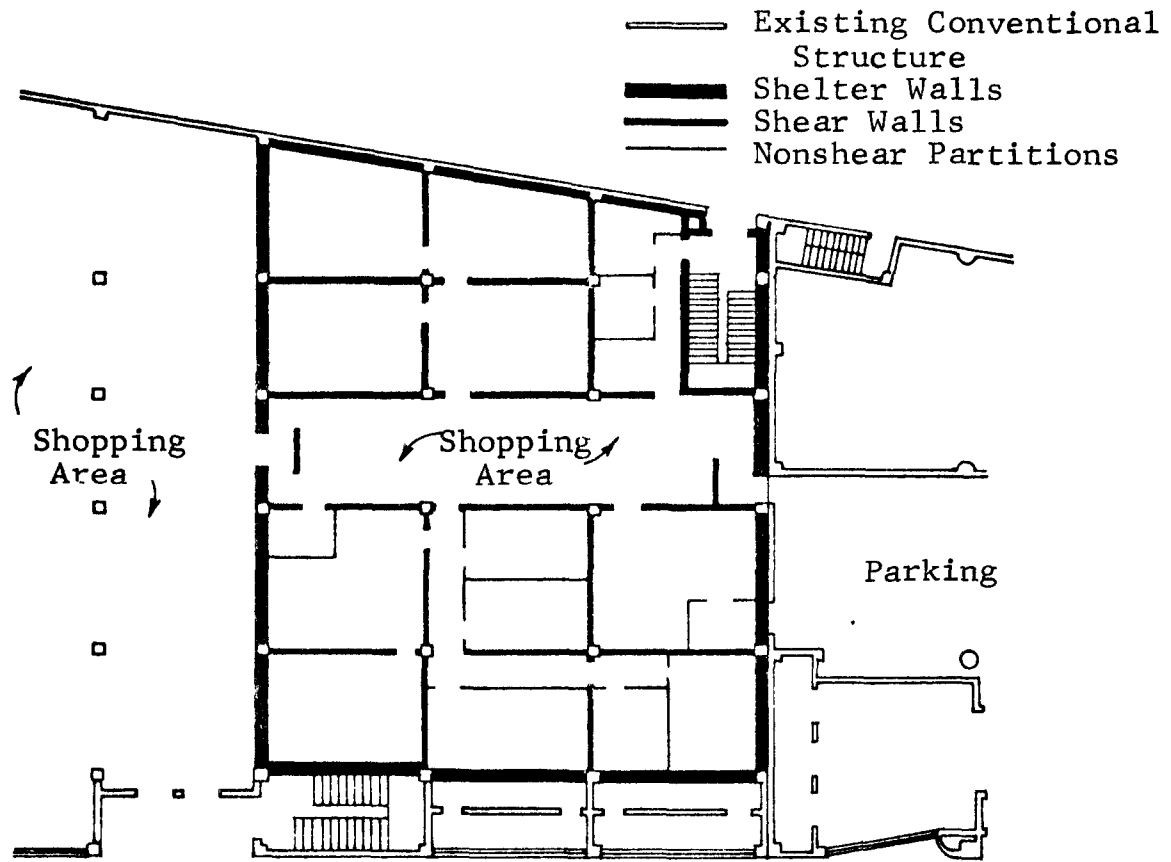 Existing Conventional
Structure
Shelter Walls
Shear Walls
Nonshear Partitions
Shopping
Area
Shopping
Area
Parking